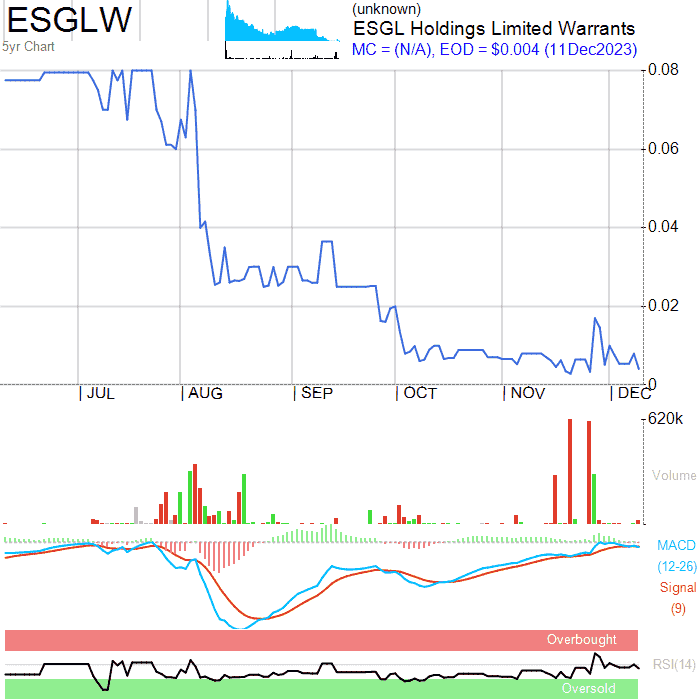 ESGLW
5yr Chart
(unknown)
ESGL Holdings Limited Warrants
MC = (N/A), EOD = $0.004 (11Dec2023)
0.08
0.06
0.04
0.02
0
JUL AUG SEP OCT NOV DEC
620k
Volume
MACD
(12-26)
Signal
(9)
Overbought
RSI(14)
Oversold